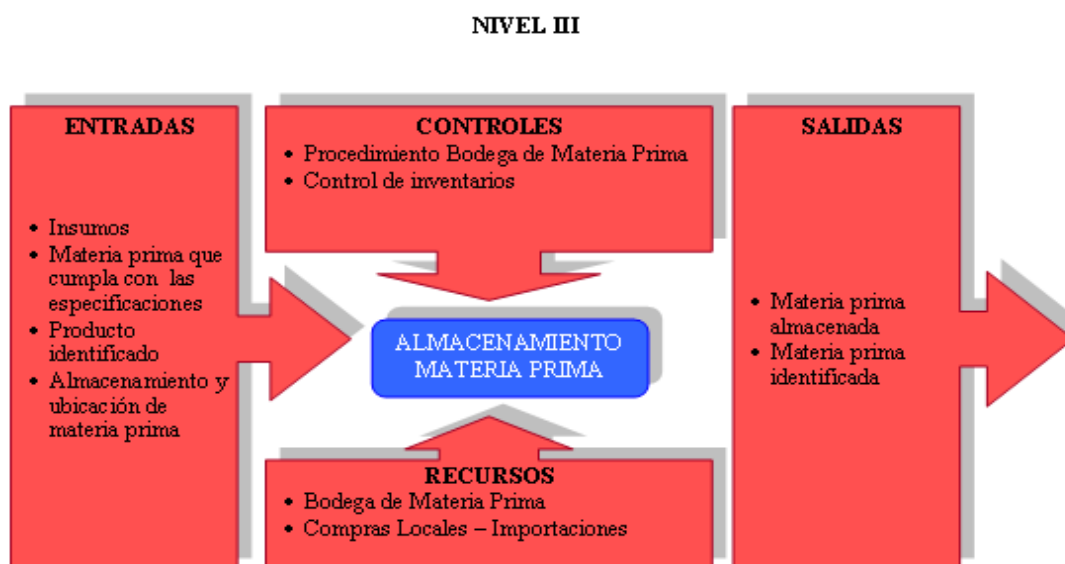 NIVEL III
ENTRADAS
• Insumos
• Materia prima que
cumpla con las
especificaciones
• Producto
identificado
• Almacenamiento y
ubicación de
materia prima
CONTROLES
• Procedimiento Bodega de Materia Prima
• Control de inventarios
ALMACENAMIENTO
MATERIA PRIMA
RECURSOS
• Bodega de Materia Prima
• Compras Locales – Importaciones
SALIDAS
• Materia prima
almacenada
• Materia prima
identificada